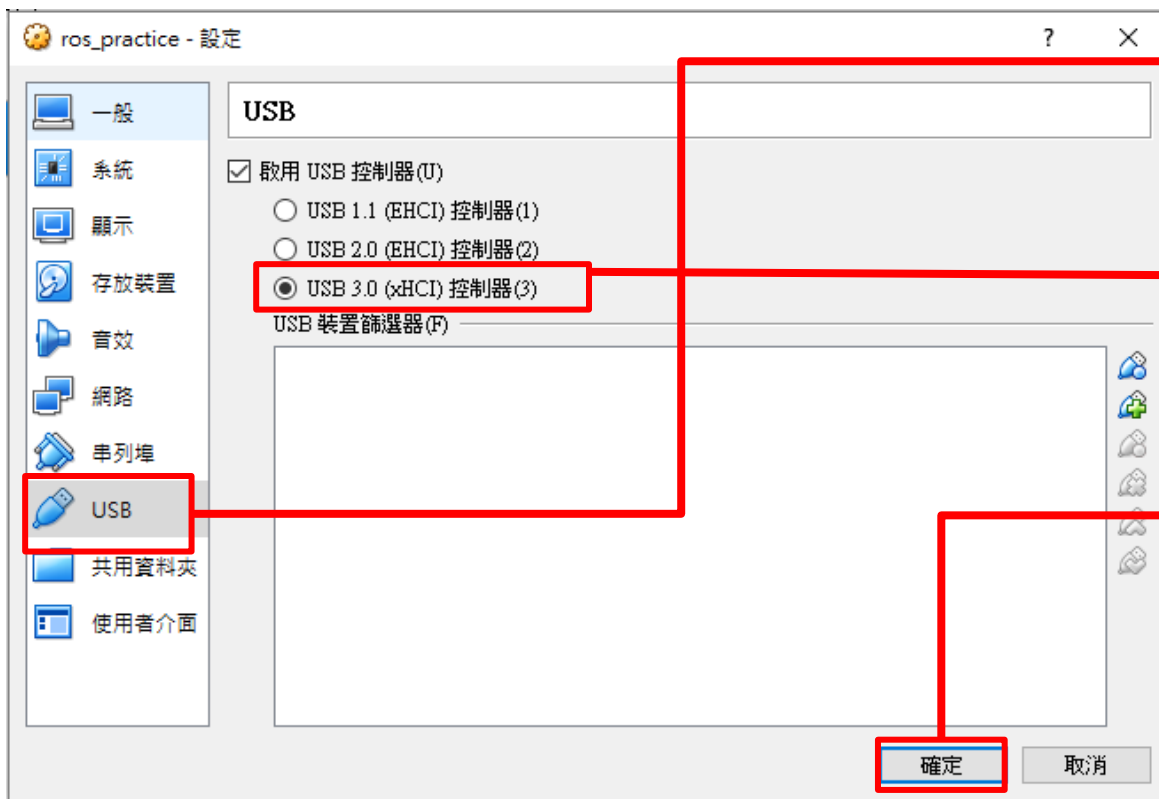 ros_practice - 設定
?
一般
系統
顯示
存放裝置
音效
網路
串列埠
USB
共用資料夾
使用者介面
USB
啟用 USB 控制器(U)
USB 1.1 (EHCI) 控制器(1)
USB 2.0 (EHCI) 控制器(2)
USB 3.0 (xHCI) 控制器(3)
USB 裝置篩選器(F)
確定
取消